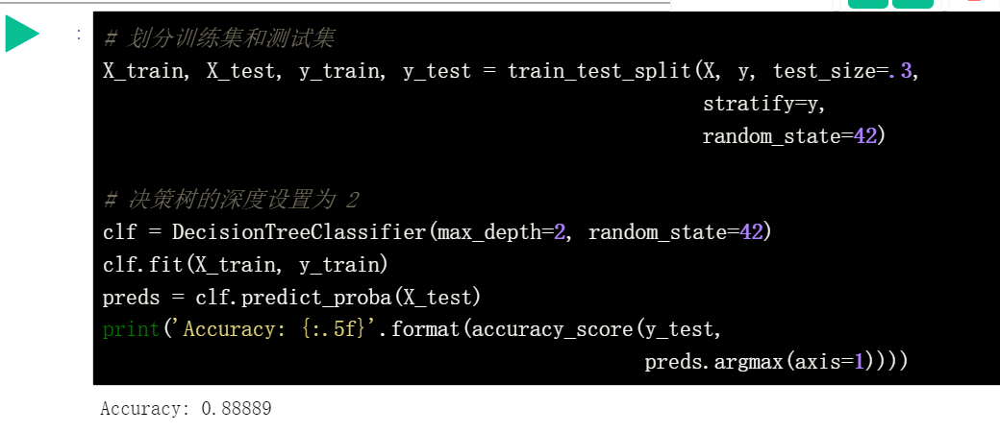 :
# 划分训练集和测试集
X_train, X_test, y_train, y_test = train_test_split(X, y, test_size=.3,
stratify=y,
random_state=42)
# 决策树的深度设置为 2
clf = DecisionTreeClassifier(max_depth=2, random_state=42)
clf.fit(X_train, y_train)
preds = clf.predict_proba(X_test)
print('Accuracy: {:.5f}'.format(accuracy_score(y_test,
preds.argmax(axis=1))))
Accuracy: 0.88889